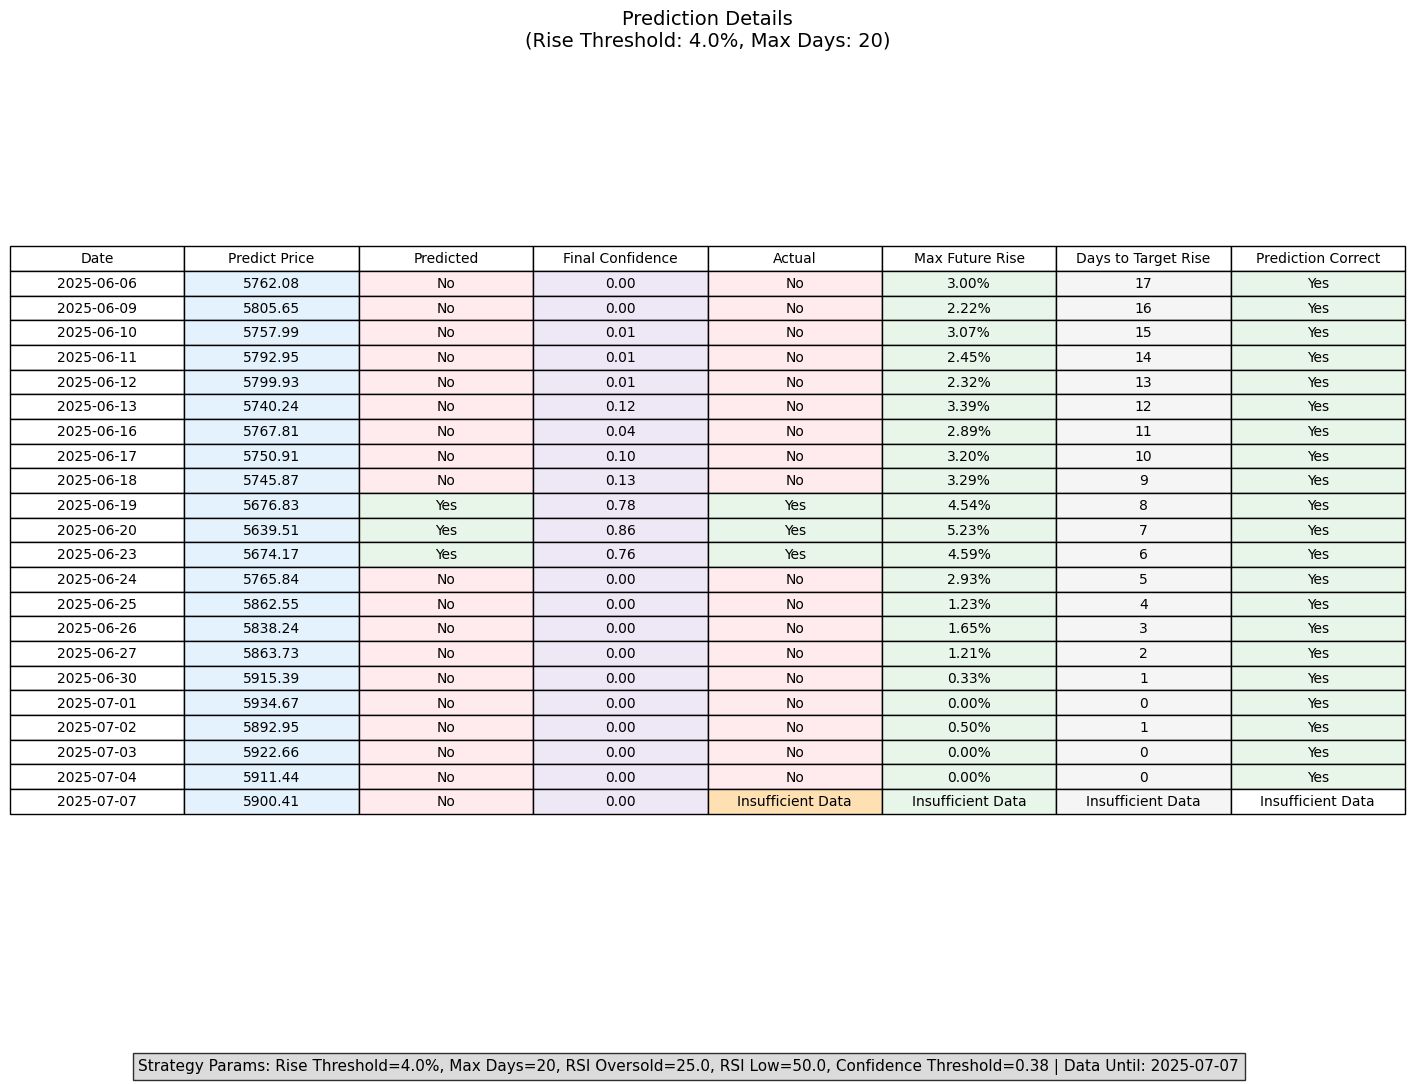 Prediction Details
(Rise Threshold: 4.0%, Max Days: 20)
Date Predict Price Predicted Final Confidence Actual Max Future Rise Days to Target Rise Prediction Correct
2025-06-06 5762.08 No 0.00 No 3.00% 17 Yes
2025-06-09 5805.65 No 0.00 No 2.22% 16 Yes
2025-06-10 5757.99 No 0.01 No 3.07% 15 Yes
2025-06-11 5792.95 No 0.01 No 2.45% 14 Yes
2025-06-12 5799.93 No 0.01 No 2.32% 13 Yes
2025-06-13 5740.24 No 0.12 No 3.39% 12 Yes
2025-06-16 5767.81 No 0.04 No 2.89% 11 Yes
2025-06-17 5750.91 No 0.10 No 3.20% 10 Yes
2025-06-18 5745.87 No 0.13 No 3.29% 9 Yes
2025-06-19 5676.83 Yes 0.78 Yes 4.54% 8 Yes
2025-06-20 5639.51 Yes 0.86 Yes 5.23% 7 Yes
2025-06-23 5674.17 Yes 0.76 Yes 4.59% 6 Yes
2025-06-24 5765.84 No 0.00 No 2.93% 5 Yes
2025-06-25 5862.55 No 0.00 No 1.23% 4 Yes
2025-06-26 5838.24 No 0.00 No 1.65% 3 Yes
2025-06-27 5863.73 No 0.00 No 1.21% 2 Yes
2025-06-30 5915.39 No 0.00 No 0.33% 1 Yes
2025-07-01 5934.67 No 0.00 No 0.00% 0 Yes
2025-07-02 5892.95 No 0.00 No 0.50% 1 Yes
2025-07-03 5922.66 No 0.00 No 0.00% 0 Yes
2025-07-04 5911.44 No 0.00 No 0.00% 0 Yes
2025-07-07 5900.41 No 0.00 Insufficient Data Insufficient Data Insufficient Data Insufficient Data
Strategy Params: Rise Threshold=4.0%, Max Days=20, RSI Oversold=25.0, RSI Low=50.0, Confidence Threshold=0.38 | Data Until: 2025-07-07